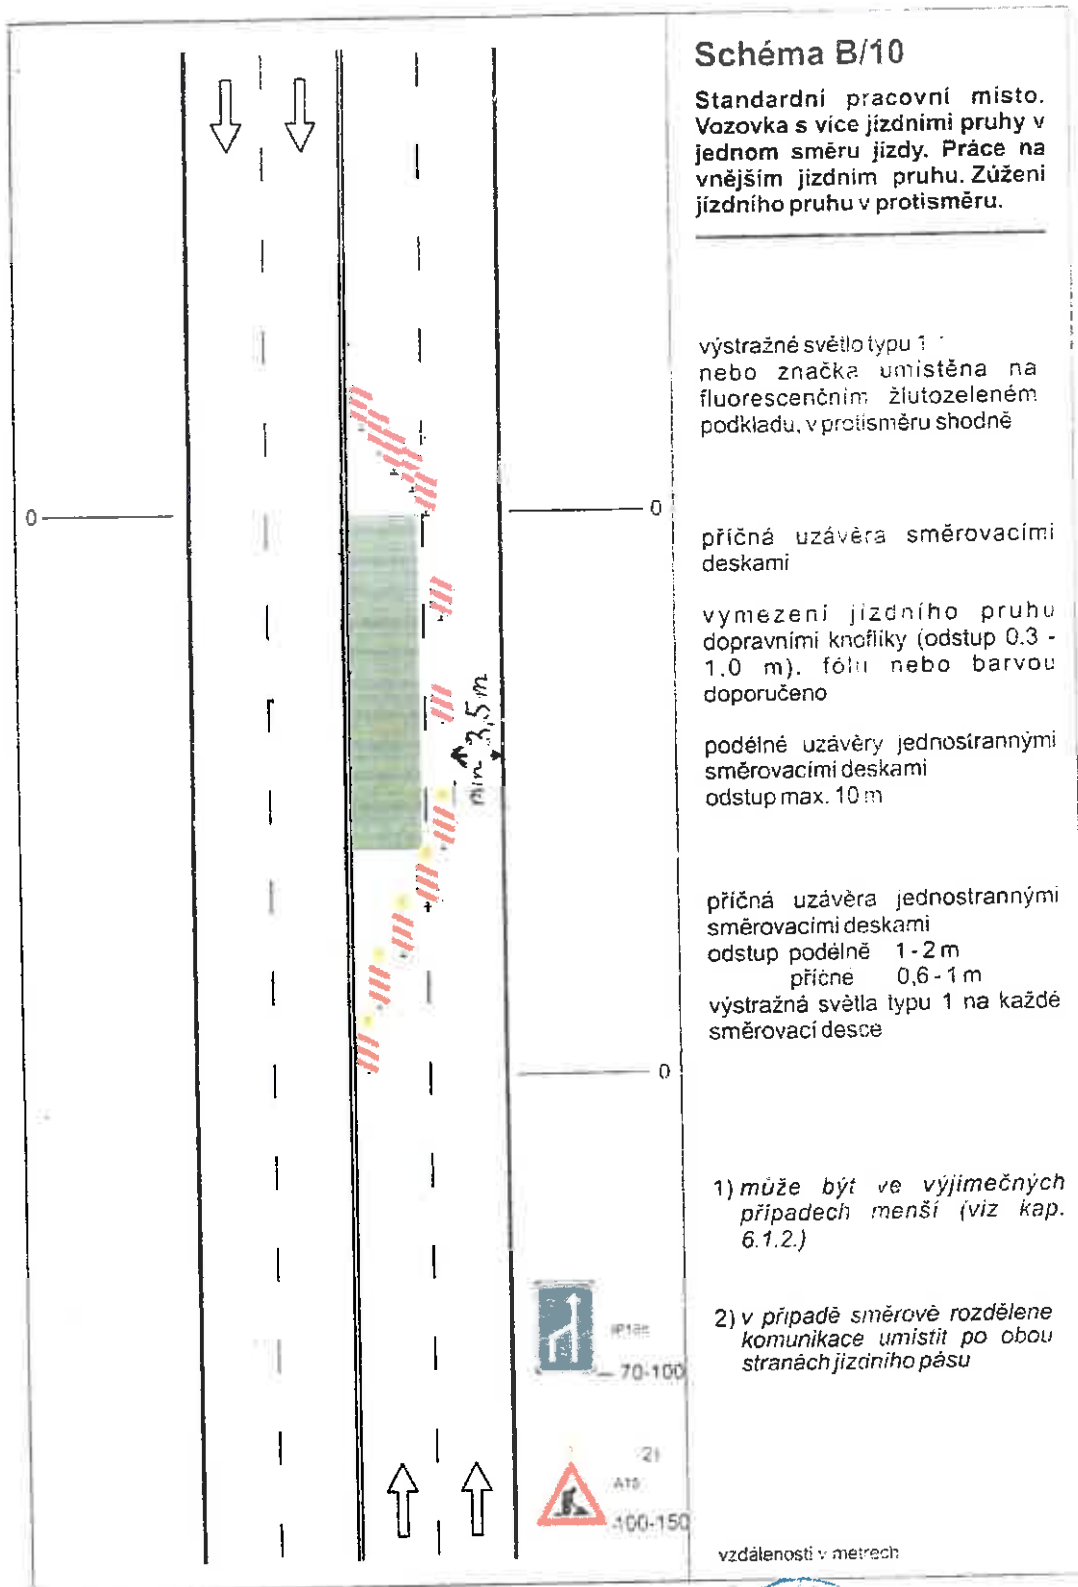 Schéma B/10
Standardní pracovní místo.
Vozovka s více jízdními pruhy v
jednom směru jízdy. Práce na
vnějším jízdním pruhu. Zúžení
jízdního pruhu v protisměru.
výstražné světlo typu 1
nebo značka umístěna na
fluorescenčním žlutozeleném
podkladu, v protisměru shodně
0
0
příčná uzávěra směrovacími
deskami
vymezení jízdního pruhu
dopravními knoflíky (odstup 0.3 -
1.0 m). fólií nebo barvou
doporučeno
min 3,5m
podélné uzávěry jednostrannými
směrovacími deskami
odstup max. 10 m
příčná uzávěra jednostrannými
směrovacími deskami
odstup podélně 1 - 2 m
příčné 0,6 - 1 m
výstražná světla typu 1 na každé
směrovací desce
0
1) může být ve výjimečných
případech menší (viz kap.
6.1.2.)
2) v případě směrově rozdělené
komunikace umístit po obou
stranách jízdního pásu
70-100
2)
A15
100-150
vzdálenosti v metrech